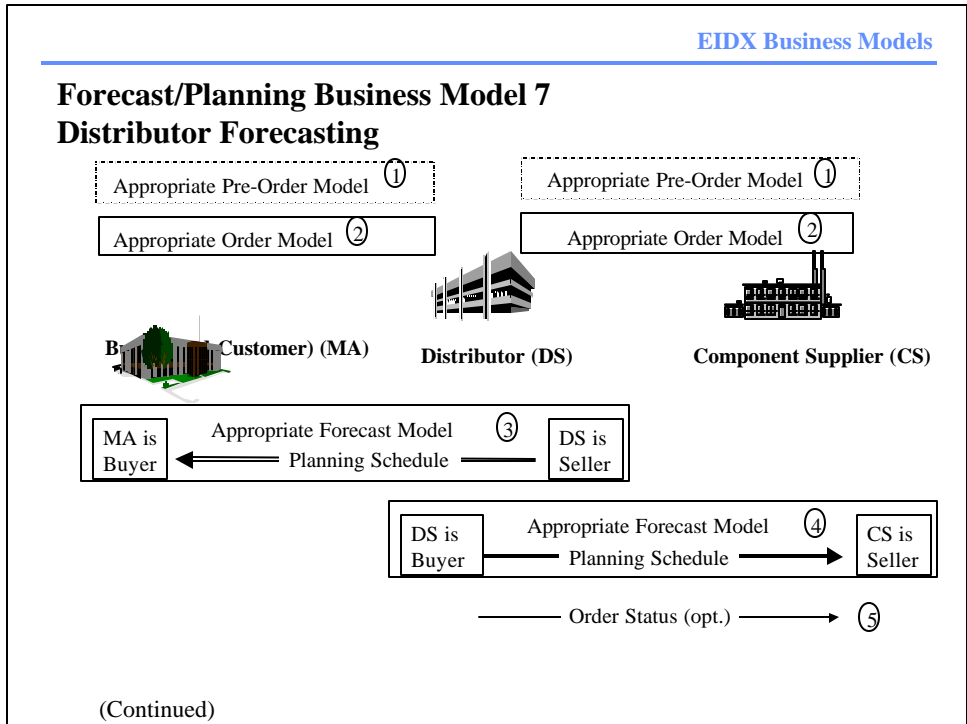 EIDX Business Models
Forecast/Planning Business Model 7
Distributor Forecasting
Appropriate Pre-Order Model 1
Appropriate Pre-Order Model 1
Appropriate Order Model 2
Appropriate Order Model 2
Customer) (MA)
Distributor (DS)
Component Supplier (CS)
MA is
Buyer
Appropriate Forecast Model 3
Planning Schedule
DS is
Seller
DS is
Buyer
Appropriate Forecast Model 4
Planning Schedule
CS is
Seller
Order Status (opt.) 5
(Continued)